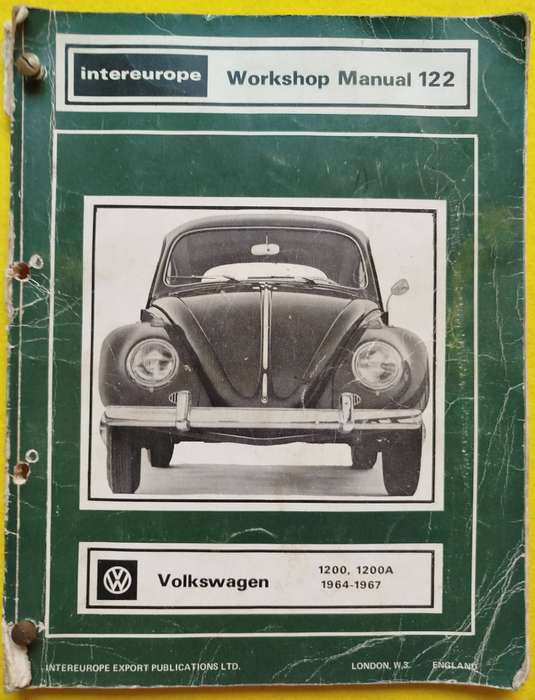 intereurope Workshop Manual 122
Volkswagen 1200, 1200A
1964-1967
INTEREUROPE EXPORT PUBLICATIONS LTD. LONDON, W.3. ENGLAND